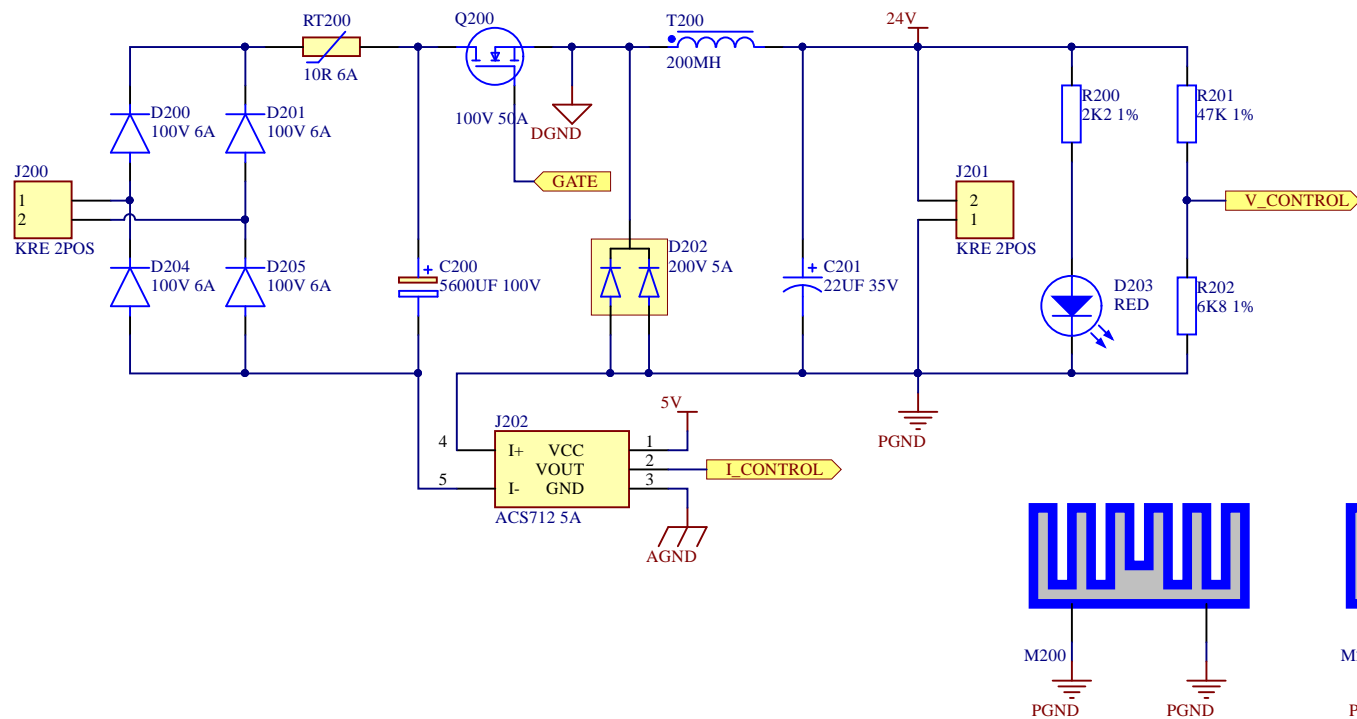 RT200
10R 6A
Q200
100V 50A
DGND
GATE
T200
200MH
24V
D200
100V 6A
D201
100V 6A
J200
1
2
KRE 2POS
D204
100V 6A
D205
100V 6A
C200
5600UF 100V
D202
200V 5A
C201
22UF 35V
J201
2
1
KRE 2POS
R200
2K2 1%
R201
47K 1%
V_CONTROL
D203
RED
R202
6K8 1%
PGND
5V
J202
4
5
I+
I-
VCC
VOUT
GND
1
2
3
ACS712 5A
I_CONTROL
AGND
M200
PGND
PGND